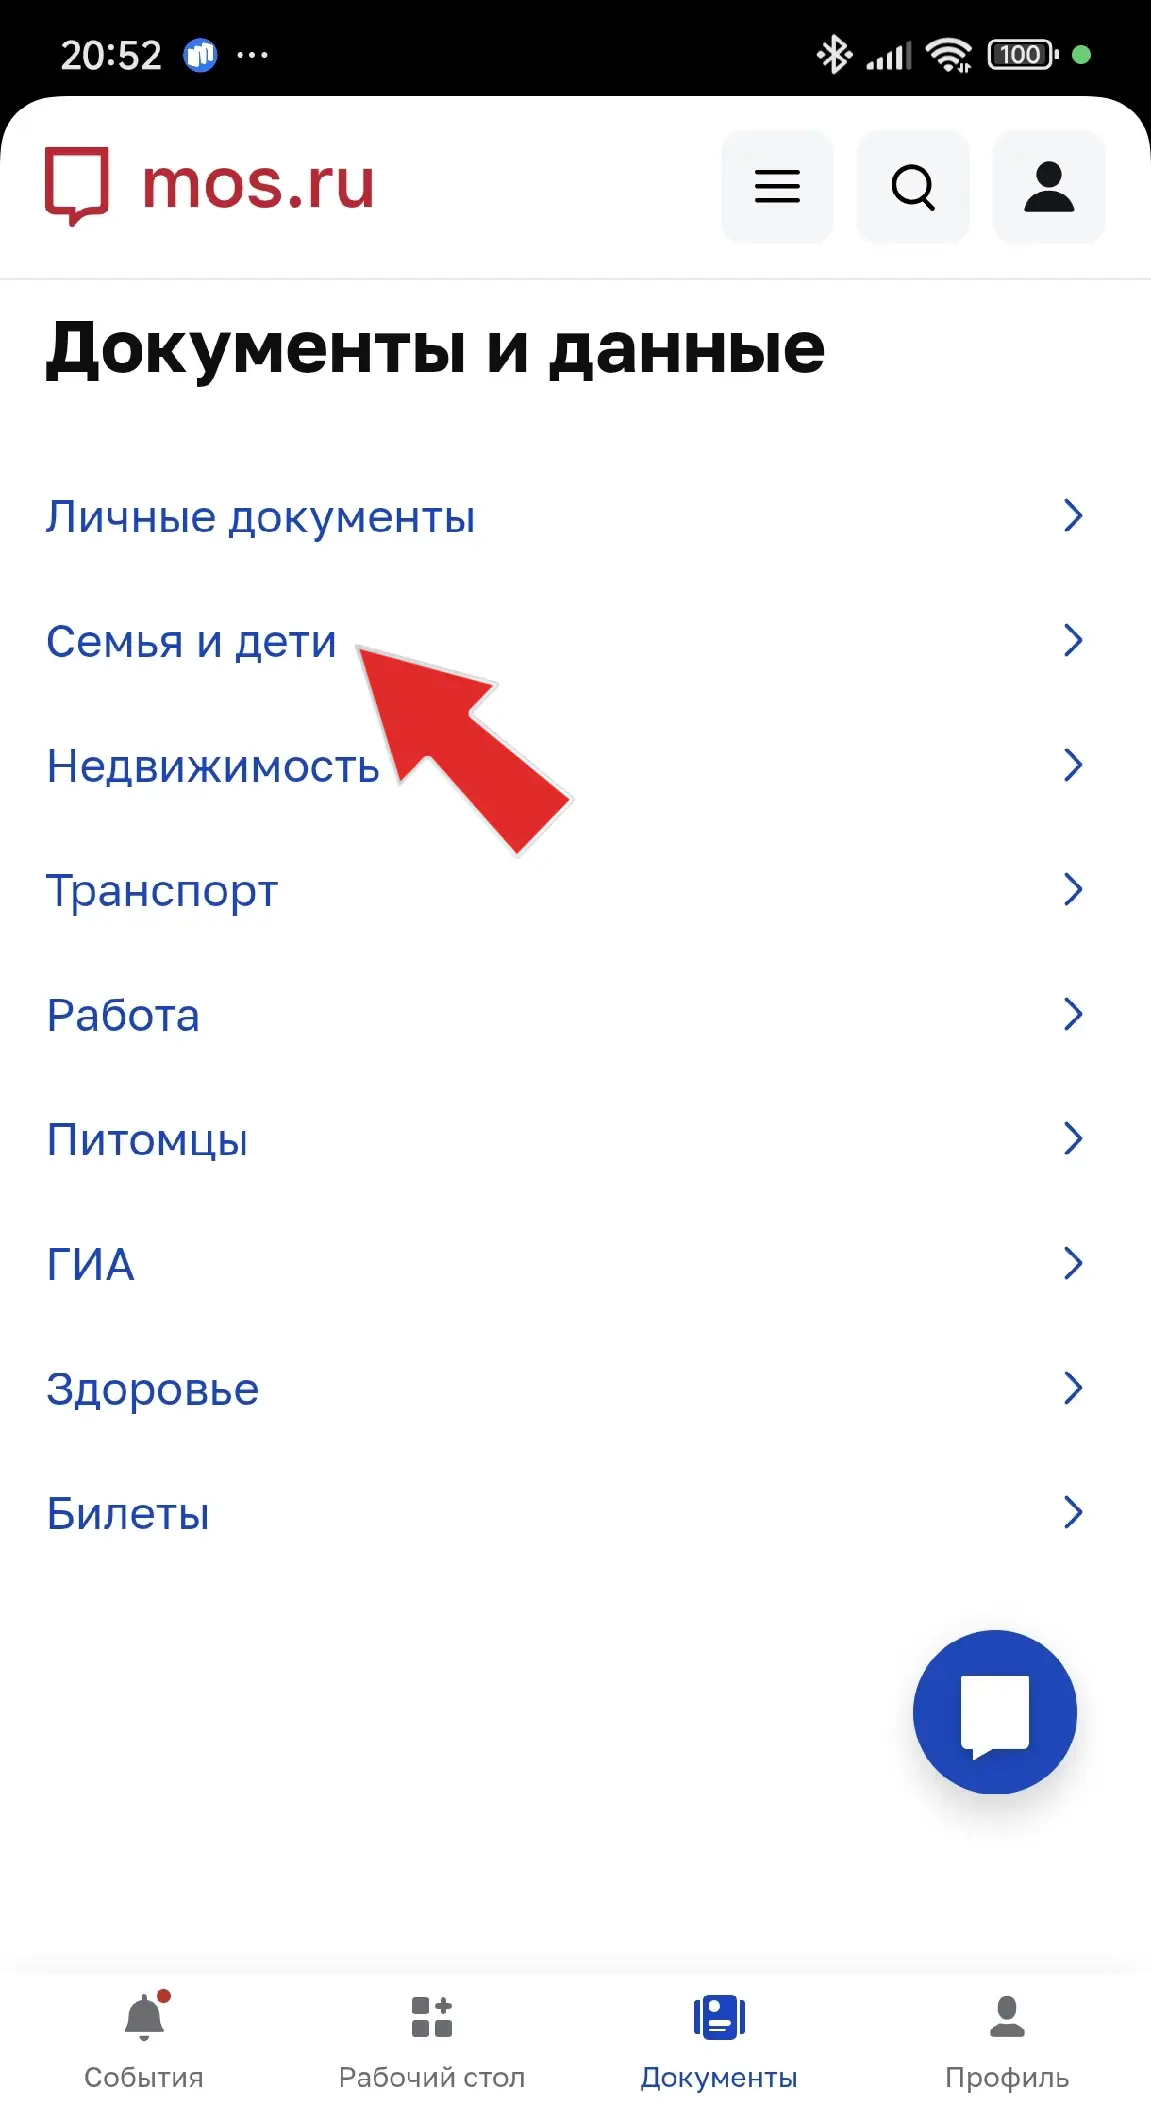 20:52
100
mos.ru
Документы и данные
Личные документы
Семья и дети
Недвижимость
Транспорт
Работа
Питомцы
ГИА
Здоровье
Билеты
События
Рабочий стол
Документы
Профиль